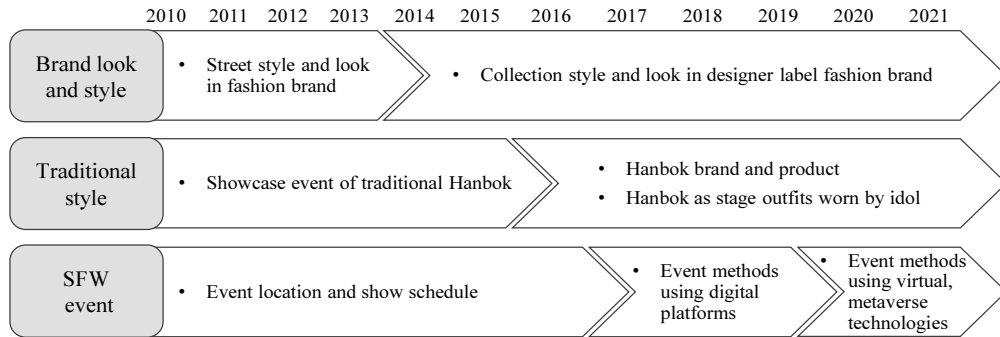 2010 2011 2012 2013 2014 2015 2016 2017 2018 2019 2020 2021
Brand look
and style
• Street style and look
in fashion brand
• Collection style and look in designer label fashion brand
Traditional
style
• Showcase event of traditional Hanbok
• Hanbok brand and product
• Hanbok as stage outfits worn by idol
SFW
event
• Event location and show schedule
• Event methods
using digital
platforms
• Event methods
using virtual,
metaverse
technologies